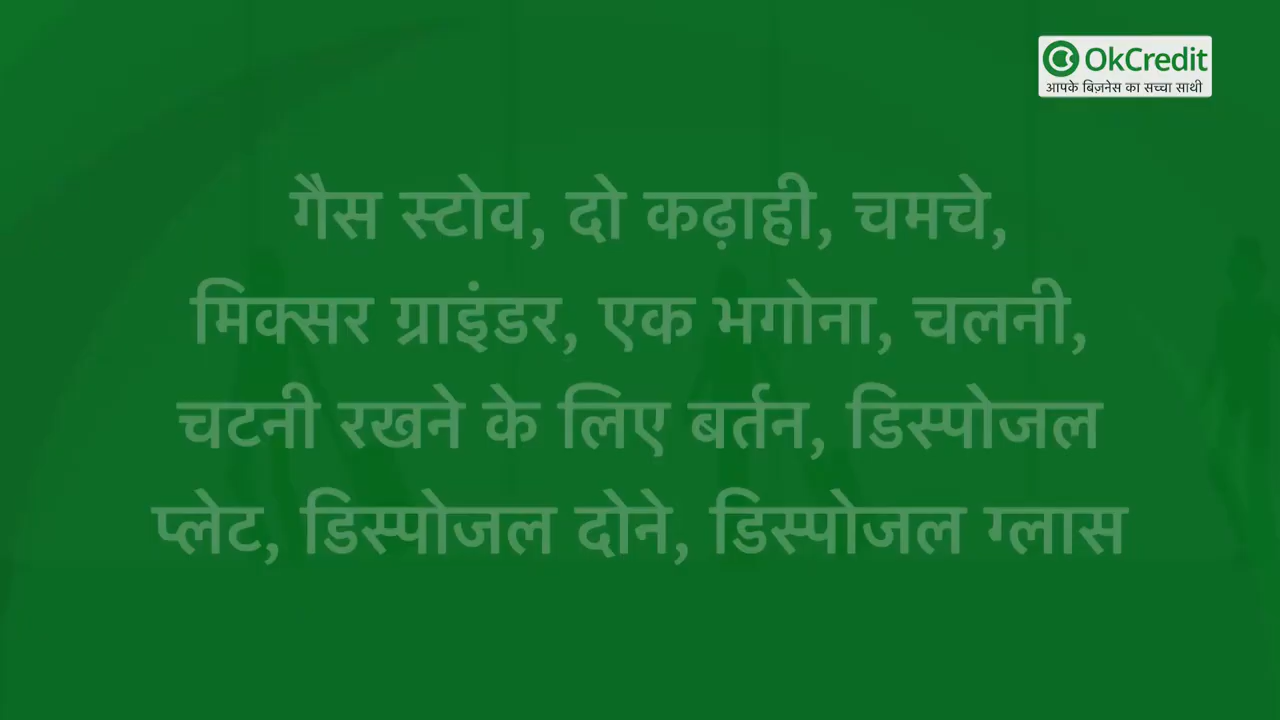 OkCredit
आपके बिज़नेस का सच्चा साथी
गैस स्टोव, दो कढ़ाही, चमचे,
मिक्सर ग्राइंडर, एक भगोना, चलनी,
चटनी रखने के लिए बर्तन, डिस्पोजल
प्लेट, डिस्पोजल दोने, डिस्पोजल ग्लास